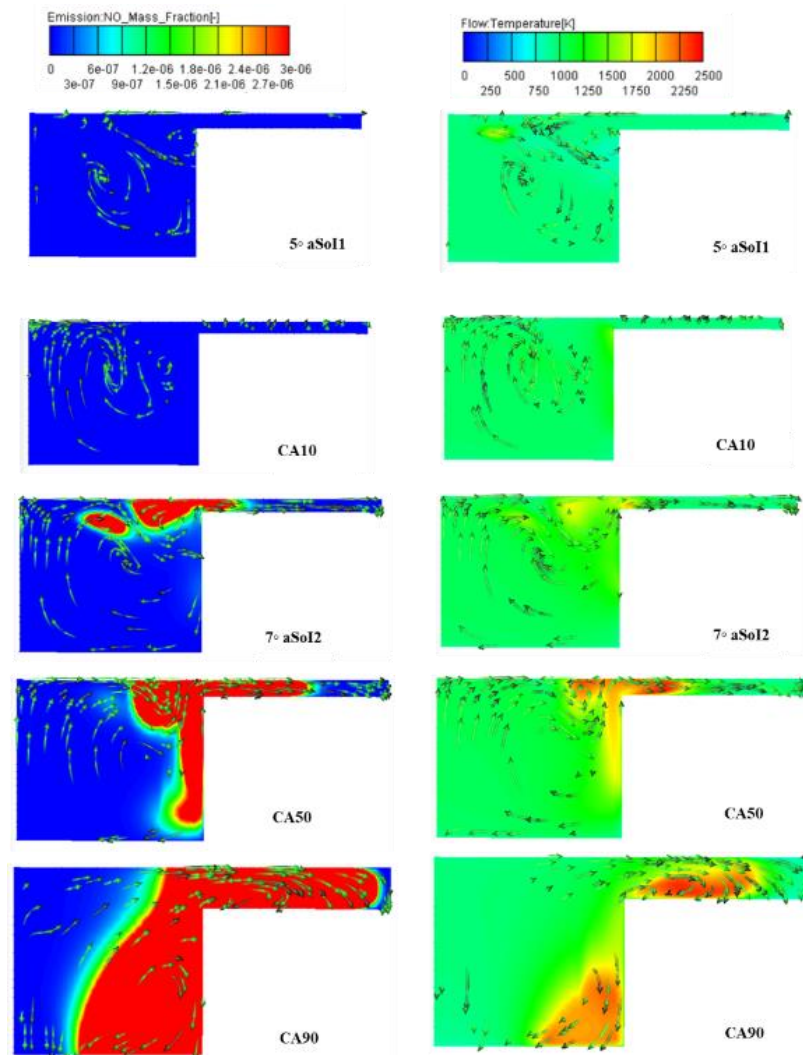 Emission:NO_Mass_Fraction[-]
0 6e-07 1.2e-06 1.8e-06 2.4e-06 3e-06
3e-07 9e-07 1.5e-06 2.1e-06 2.7e-06
Flow:Temperature[K]
0 500 1000 1500 2000 2500
250 750 1250 1750 2250
5◦ aSoI1
5◦ aSoI1
CA10
CA10
7◦ aSoI2
7◦ aSoI2
CA50
CA50
CA90
CA90